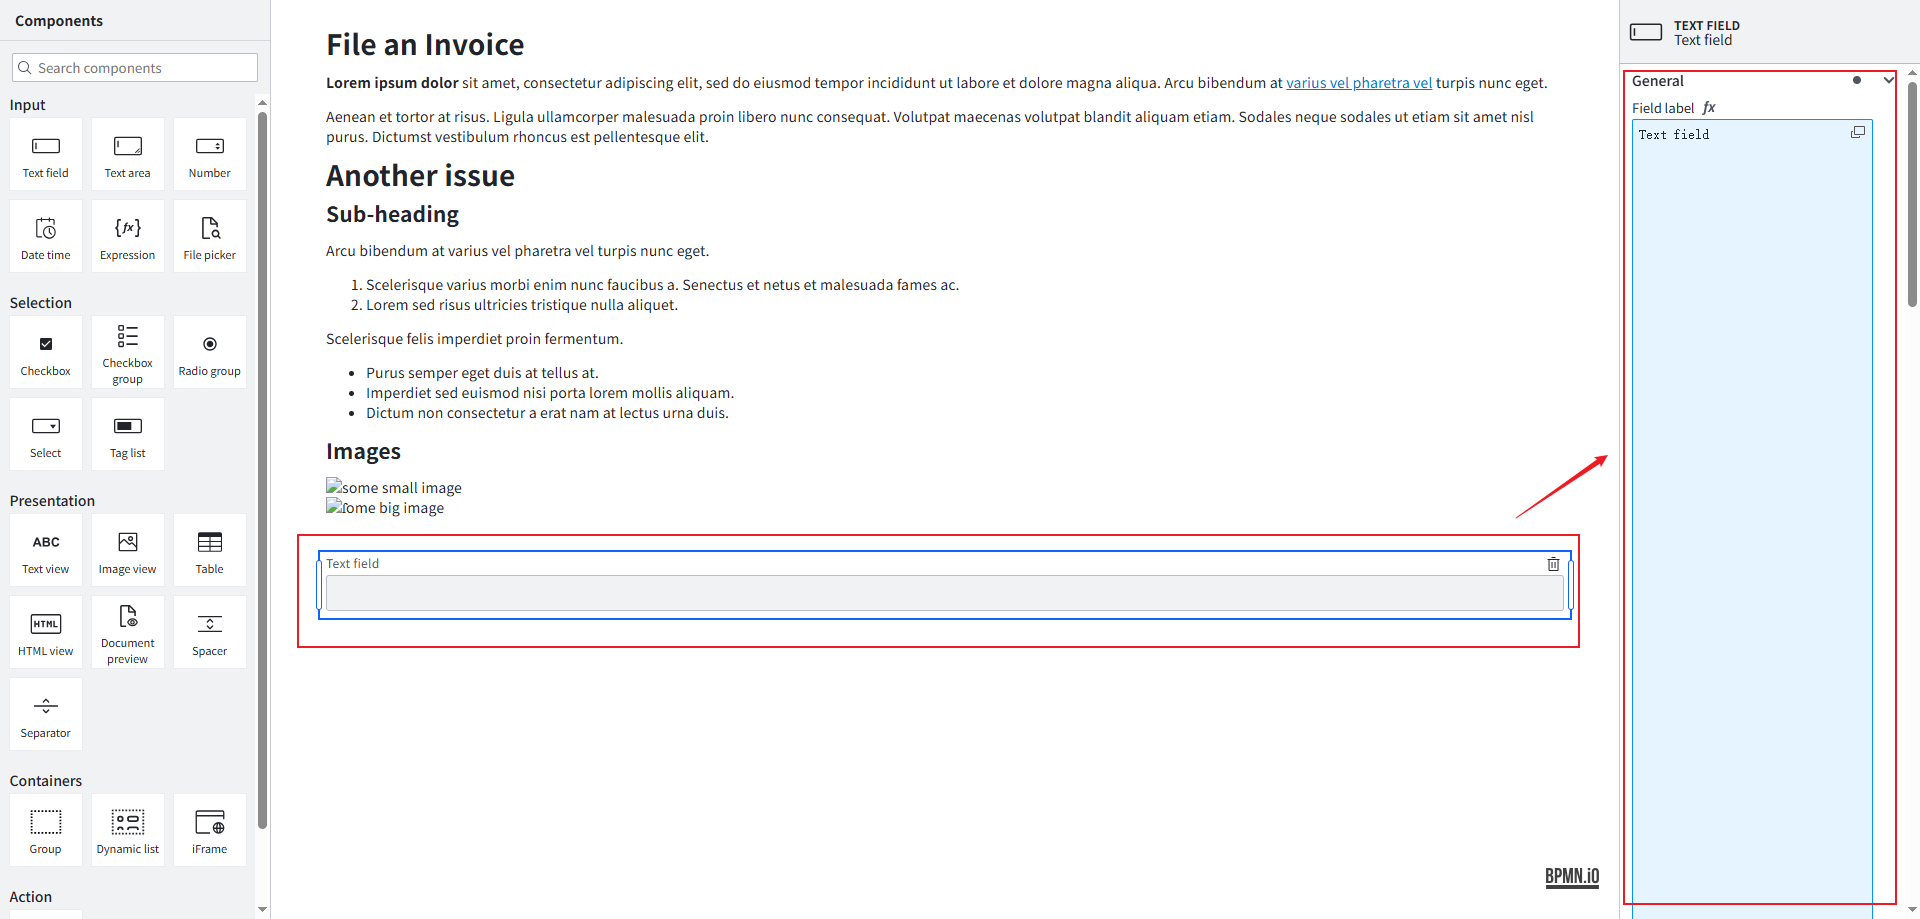 Components
Search components
Input
Text field
Text area
Number
Date time
{fx}
Expression
File picker
Selection
Checkbox
Checkbox group
Radio group
Select
Tag list
Presentation
ABC
Text view
Image view
Table
HTML
HTML view
Document preview
Spacer
Separator
Containers
Group
Dynamic list
iFrame
Action
File an Invoice
Lorem ipsum dolor sit amet, consectetur adipiscing elit, sed do eiusmod tempor incididunt ut labore et dolore magna aliqua. Arcu bibendum at varius vel pharetra vel turpis nunc eget.
Aenean et tortor at risus. Ligula ullamcorper malesuada proin libero nunc consequat. Volutpat maecenas volutpat blandit aliquam etiam. Sodales neque sodales ut etiam sit amet nisl
purus. Dictumst vestibulum rhoncus est pellentesque elit.
Another issue
Sub-heading
Arcu bibendum at varius vel pharetra vel turpis nunc eget.
1. Scelerisque varius morbi enim nunc faucibus a. Senectus et netus et malesuada fames ac.
2. Lorem sed risus ultricies tristique nulla aliquet.
Scelerisque felis imperdiet proin fermentum.
• Purus semper eget duis at tellus at.
• Imperdiet sed euismod nisi porta lorem mollis aliquam.
• Dictum non consectetur a erat nam at lectus urna duis.
Images
some small image
some big image
Text field
BPMN.iO
TEXT FIELD
Text field
General
Field label fx
Text field